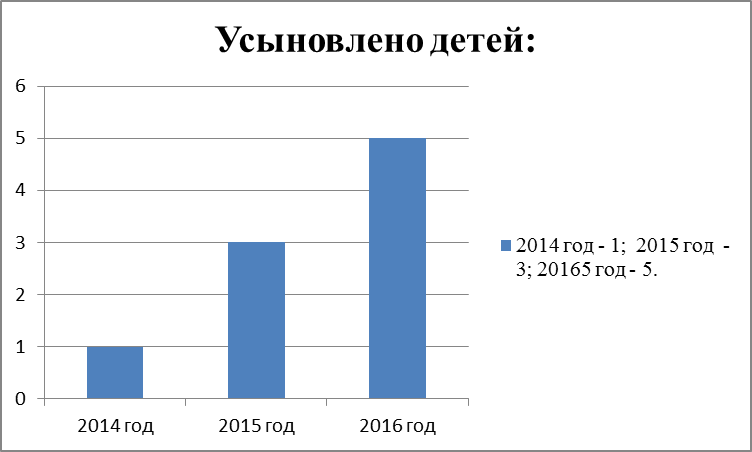 Усыновлено детей:
6
5
4
3
2
1
0
2014 год
2015 год
2016 год
2014 год - 1;  2015 год  -
3; 20165 год - 5.